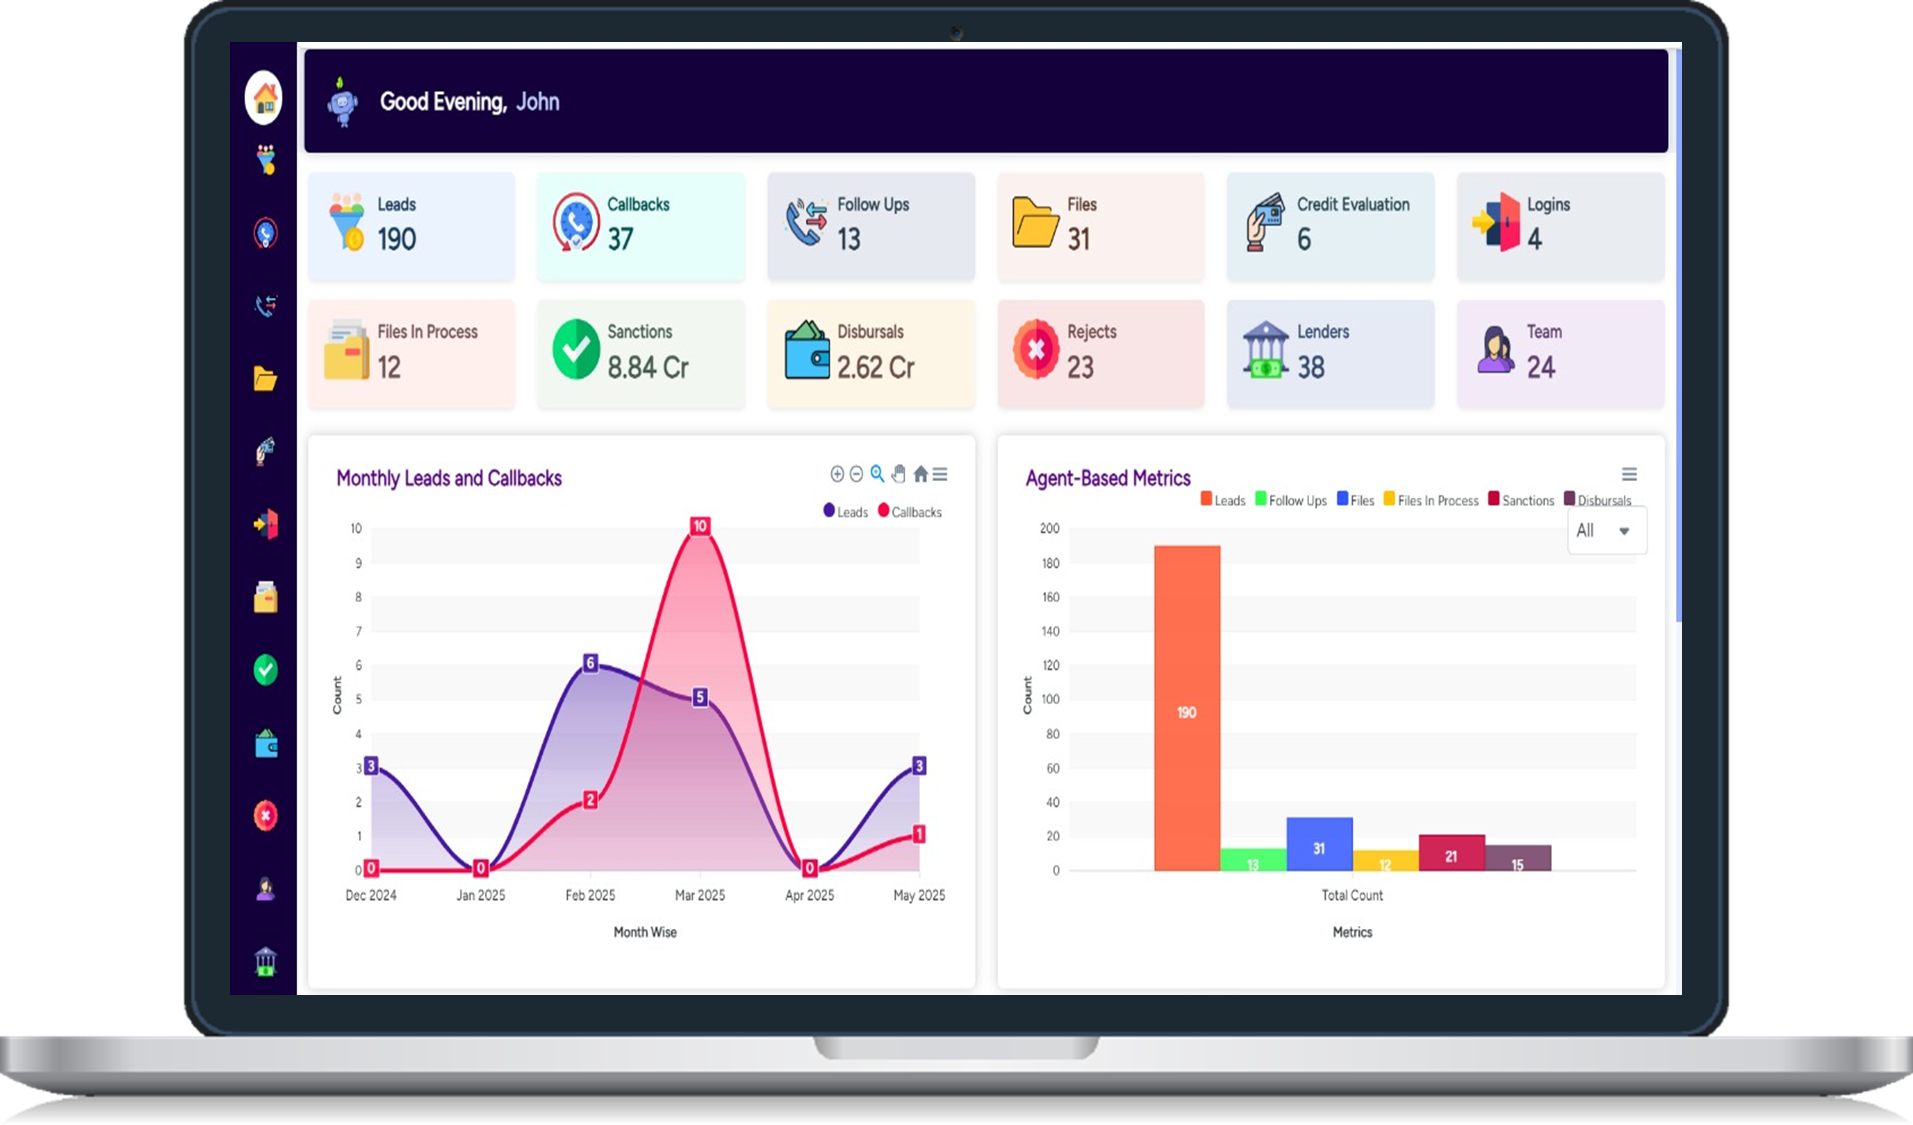 Good Evening, John
Leads
190
Callbacks
37
Follow Ups
13
Files
31
Credit Evaluation
6
Logins
4
Files In Process
12
Sanctions
8.84 Cr
Disbursals
2.62 Cr
Rejects
23
Lenders
38
Team
24
Monthly Leads and Callbacks
Leads Callbacks
10
9
8
7
6
5
4
3
2
1
0
Count
3 0 6 5 0 3
0 0 2 10 0 1
Dec 2024 Jan 2025 Feb 2025 Mar 2025 Apr 2025 May 2025
Month Wise
Agent-Based Metrics
Leads Follow Ups Files Files In Process Sanctions Disbursals
All
200
180
160
140
120
100
80
60
40
20
0
Count
190 13 31 12 21 15
Total Count
Metrics